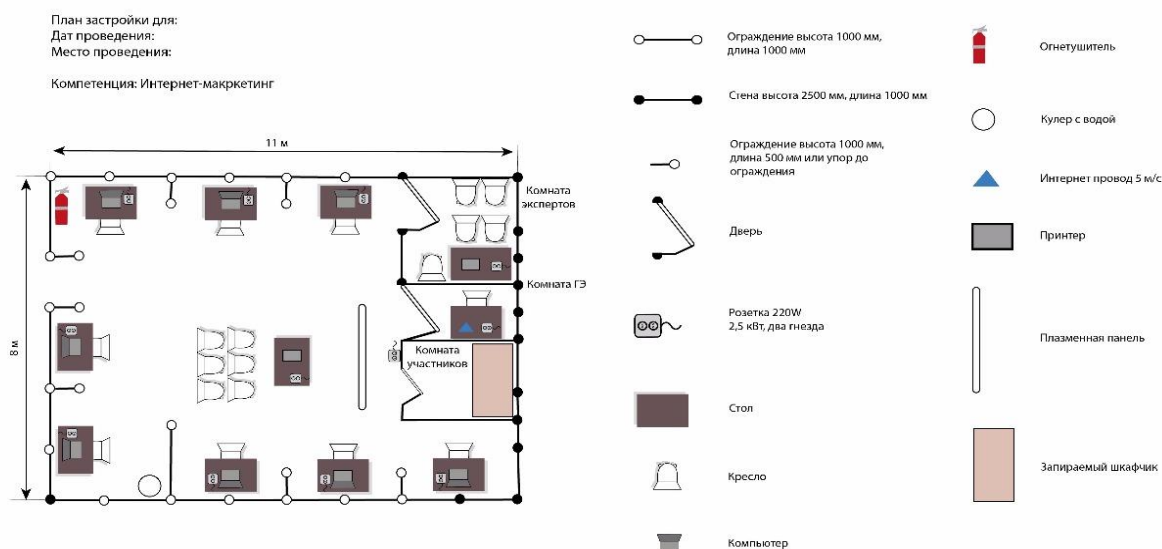 План застройки для:
Дат проведения:
Место проведения:
Компетенция: Интернет-макркетинг
11 м
8 м
Комната
экспертов
Комната ГЭ
Комната
участников
Ограждение высота 1000 мм,
длина 1000 мм
Стена высота 2500 мм, длина 1000 мм
Ограждение высота 1000 мм,
длина 500 мм или упор до
ограждения
Дверь
Розетка 220W
2,5 кВт, два гнезда
Стол
Кресло
Компьютер
Огнетушитель
Кулер с водой
Интернет провод 5 м/с
Принтер
Плазменная панель
Запираемый шкафчик